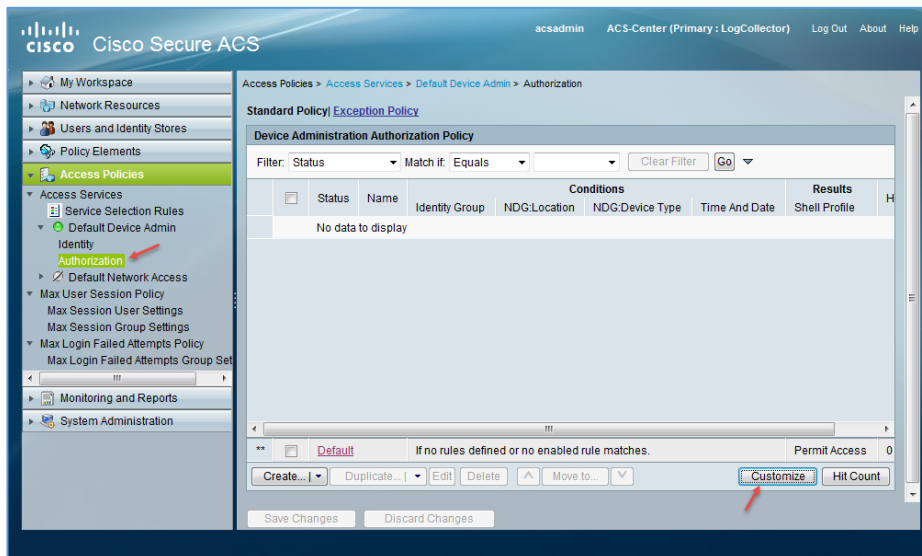 cisco Cisco Secure ACS
acsadmin ACS-Center (Primary : LogCollector) Log Out About Help
My Workspace
Network Resources
Users and Identity Stores
Policy Elements
Access Policies
Access Services
Service Selection Rules
Default Device Admin
Identity
Authorization
Default Network Access
Max User Session Policy
Max Session User Settings
Max Session Group Settings
Max Login Failed Attempts Policy
Max Login Failed Attempts Group Set
Monitoring and Reports
System Administration
Access Policies > Access Services > Default Device Admin > Authorization
Standard Policy| Exception Policy
Device Administration Authorization Policy
Filter: Status Match if: Equals Clear Filter Go
Conditions Results
Status Name Identity Group NDG:Location NDG:Device Type Time And Date Shell Profile H
No data to display
** Default If no rules defined or no enabled rule matches. Permit Access 0
Create... | Duplicate... | Edit Delete Move to... Customize Hit Count
Save Changes Discard Changes